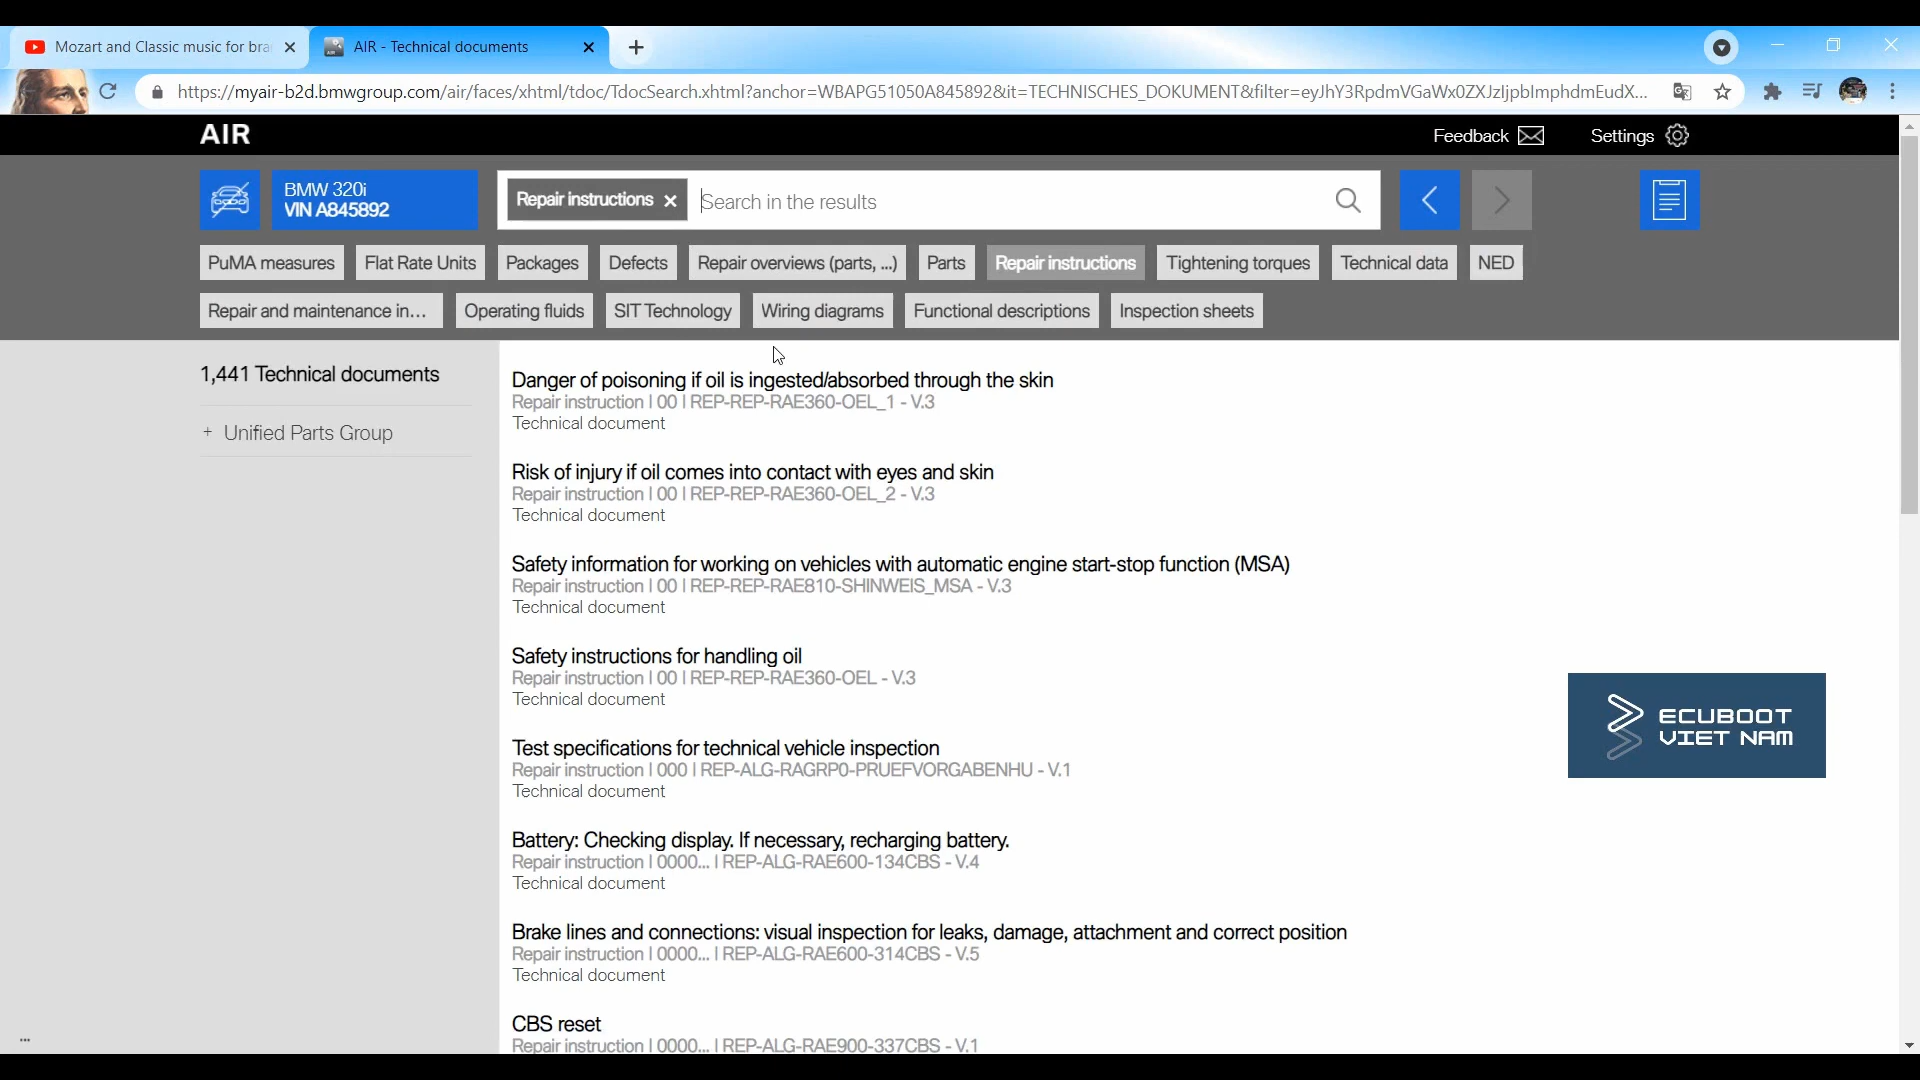 Mozart and Classic music for bra
AIR - Technical documents
https://myair-b2d.bmwgroup.com/air/faces/xhtml/tdoc/TdocSearch.xhtml?anchor=WBAPG51050A845892&it=TECHNISCHES_DOKUMENT&filter=eyJhY3RpdmVGaWx0ZXJzIjpbImphdmEudX...
AIR
Feedback
Settings
BMW 320i
VIN A845892
Repair instructions
Search in the results
PuMA measures
Flat Rate Units
Packages
Defects
Repair overviews (parts, ...)
Parts
Repair instructions
Tightening torques
Technical data
NED
Repair and maintenance in...
Operating fluids
SIT Technology
Wiring diagrams
Functional descriptions
Inspection sheets
1,441 Technical documents
+ Unified Parts Group
Danger of poisoning if oil is ingested/absorbed through the skin
Repair instruction | 00 | REP-REP-RAE360-OEL_1 - V.3
Technical document
Risk of injury if oil comes into contact with eyes and skin
Repair instruction | 00 | REP-REP-RAE360-OEL_2 - V.3
Technical document
Safety information for working on vehicles with automatic engine start-stop function (MSA)
Repair instruction | 00 | REP-REP-RAE810-SHINWEIS_MSA - V.3
Technical document
Safety instructions for handling oil
Repair instruction | 00 | REP-REP-RAE360-OEL - V.3
Technical document
Test specifications for technical vehicle inspection
Repair instruction | 000 | REP-ALG-RAGRP0-PRUEFVORGABENHU - V.1
Technical document
Battery: Checking display. If necessary, recharging battery.
Repair instruction | 0000... | REP-ALG-RAE600-134CBS - V.4
Technical document
Brake lines and connections: visual inspection for leaks, damage, attachment and correct position
Repair instruction | 0000... | REP-ALG-RAE600-314CBS - V.5
Technical document
CBS reset
Repair instruction | 0000... | REP-ALG-RAE900-337CBS - V.1
ECUBOOT
VIET NAM
...